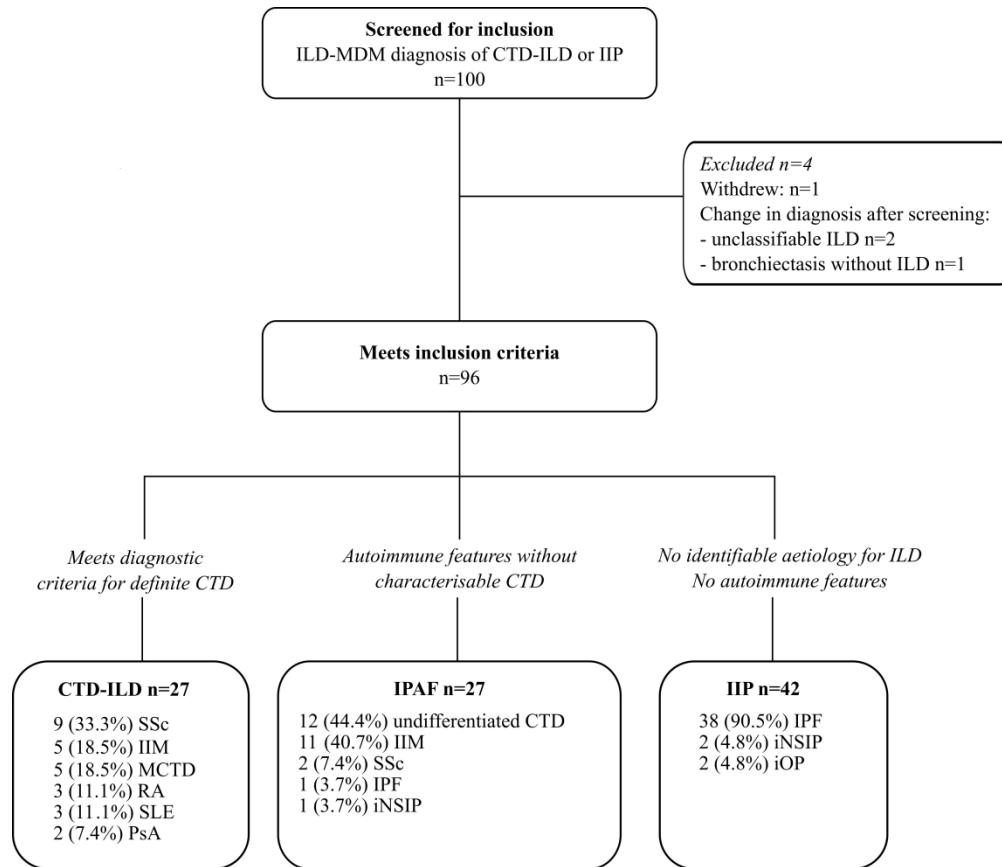 Screened for inclusion
ILD-MDM diagnosis of CTD-ILD or IIP
n=100
Excluded n=4
Withdrew: n=1
Change in diagnosis after screening:
- unclassifiable ILD n=2
- bronchiectasis without ILD n=1
Meets inclusion criteria
n=96
Meets diagnostic
criteria for definite CTD
Autoimmune features without
characterisable CTD
No identifiable aetiology for ILD
No autoimmune features
CTD-ILD n=27
9 (33.3%) SSc
5 (18.5%) IIM
5 (18.5%) MCTD
3 (11.1%) RA
3 (11.1%) SLE
2 (7.4%) PsA
IPAF n=27
12 (44.4%) undifferentiated CTD
11 (40.7%) IIM
2 (7.4%) SSc
1 (3.7%) IPF
1 (3.7%) iNSIP
IIP n=42
38 (90.5%) IPF
2 (4.8%) iNSIP
2 (4.8%) iOP